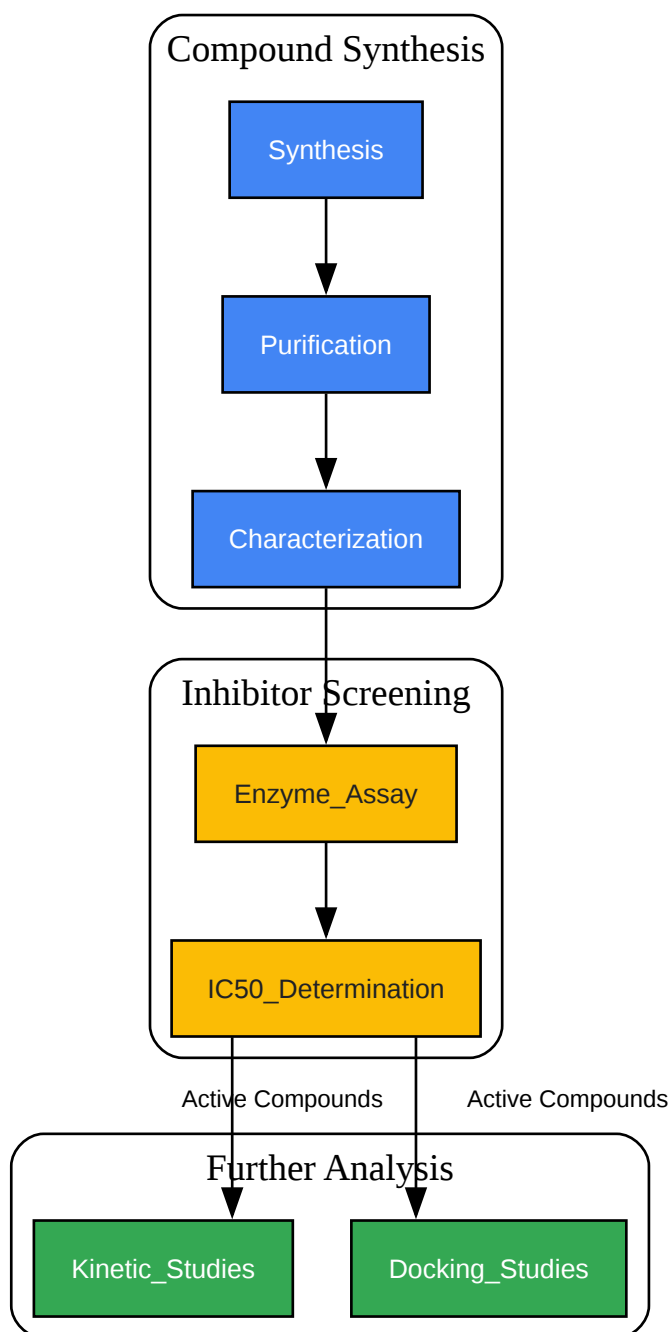 Compound Synthesis
Synthesis
Purification
Characterization
Inhibitor Screening
Enzyme_Assay
IC50_Determination
Active Compounds
Active Compounds
Further Analysis
Kinetic_Studies
Docking_Studies